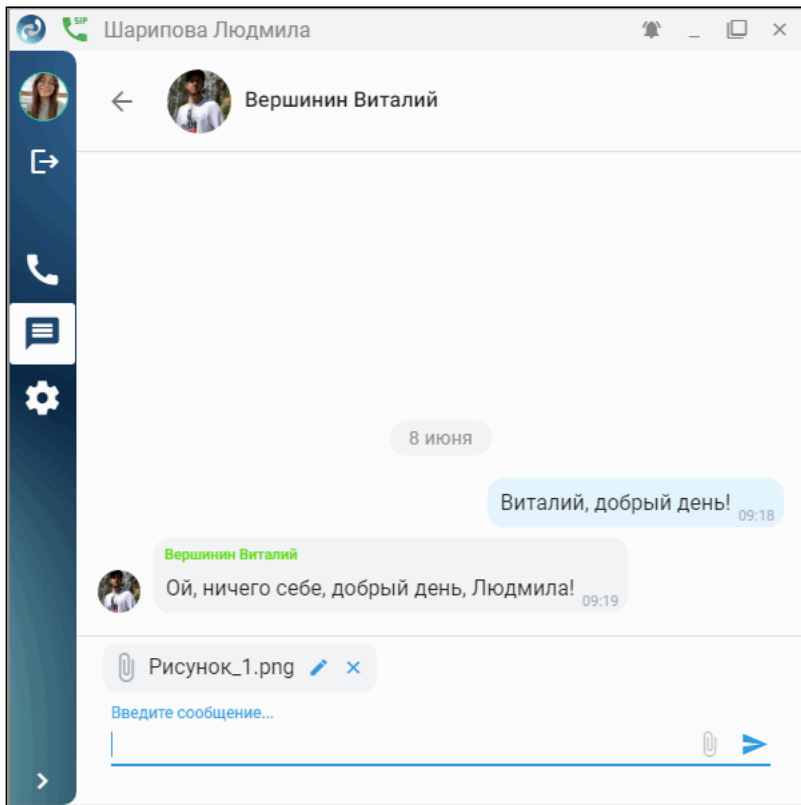 SIP
Шарипова Людмила
Вершинин Виталий
8 июня
Виталий, добрый день! 09:18
Вершинин Виталий
Ой, ничего себе, добрый день, Людмила! 09:19
Рисунок_1.png
Введите сообщение...